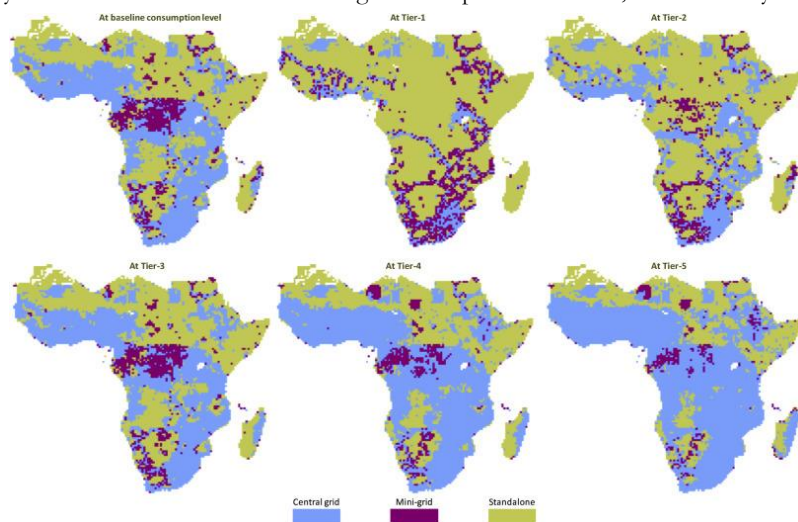 At baseline consumption level
At Tier-1
At Tier-2
At Tier-3
At Tier-4
At Tier-5
Central grid
Mini-grid
Standalone